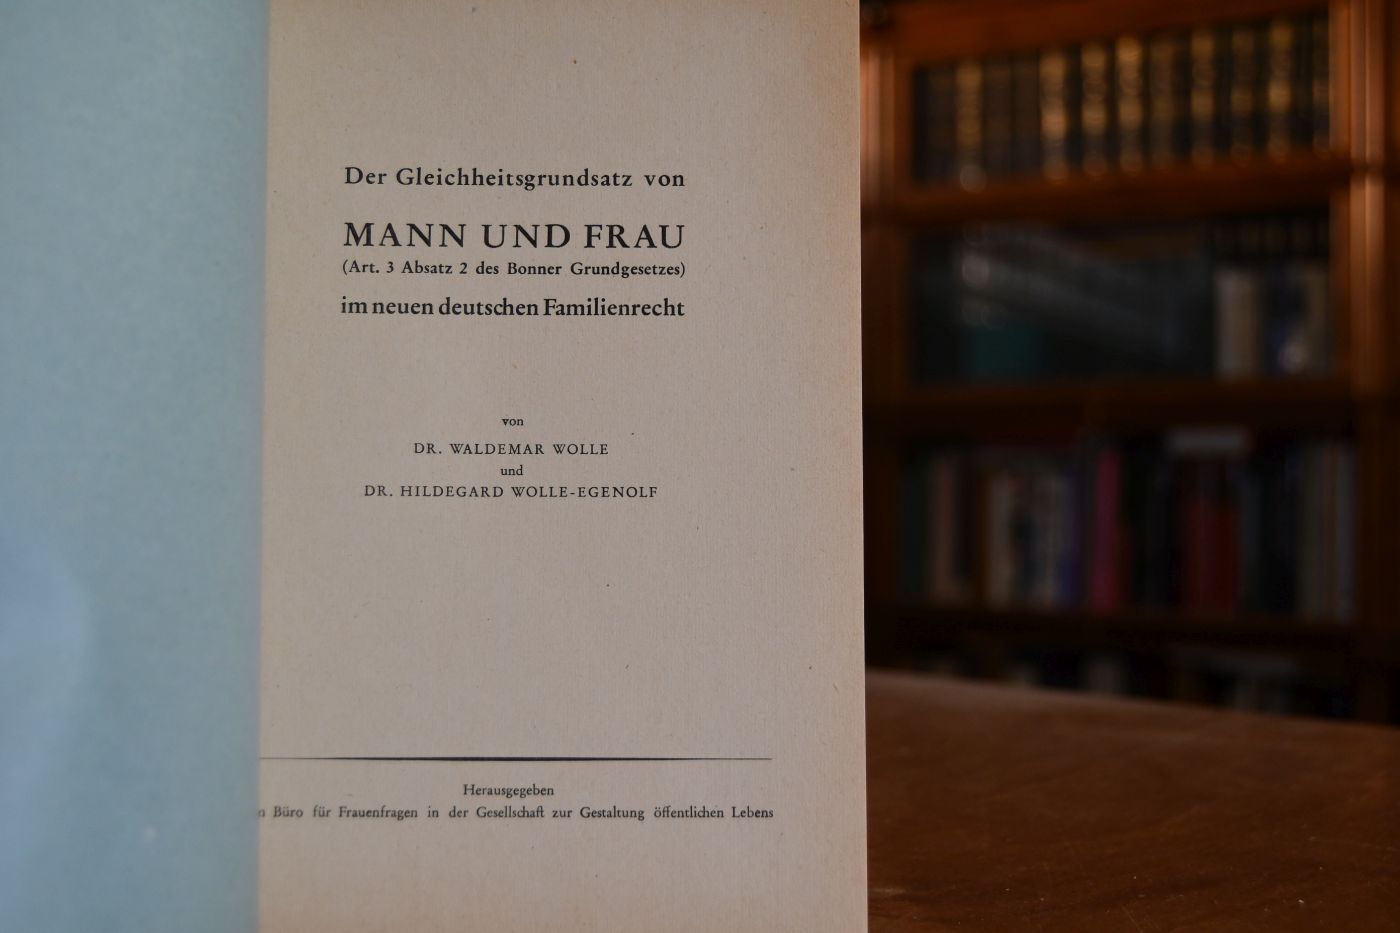 Der Gleichheitsgrundsatz von
MANN UND FRAU
(Art. 3 Absatz 2 des Bonner Grundgesetzes)
im neuen deutschen Familienrecht
von
DR. WALDEMAR WOLLE
und
DR. HILDEGARD WOLLE-EGENOLF
Herausgegeben
Büro für Frauenfragen in der Gesellschaft zur Gestaltung öffentlichen Lebens